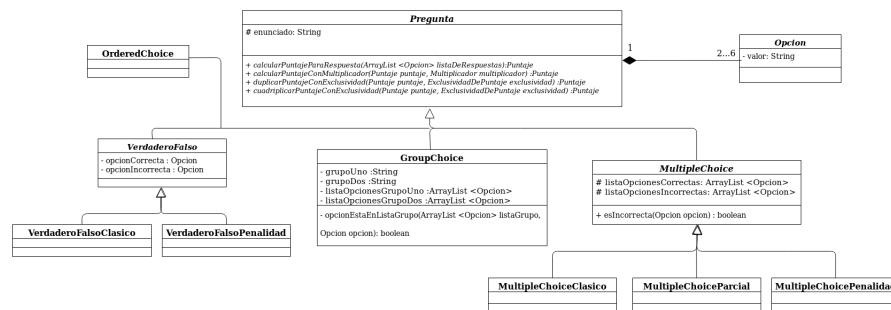 Pregunta
# enunciado: String
+ calcularPuntajeParaRespuesta(ArrayList <Opcion> listaDeRespuestas):Puntaje
+ calcularPuntajeConMultiplicador(Puntaje puntaje, Multiplicador multiplicador) :Puntaje
+ duplicarPuntajeConExclusividad(Puntaje puntaje, ExclusividadDePuntaje exclusividad) : Puntaje
+ cuadriplicarPuntajeConExclusividad(Puntaje puntaje, ExclusividadDePuntaje exclusividad) :Puntaje
1
2...6
Opcion
- valor: String
OrderedChoice
VerdaderoFalso
- opcionCorrecta : Opcion
- opcionIncorrecta : Opcion
GroupChoice
- grupoUno :String
- grupoDos :String
- listaOpcionesGrupoUno :ArrayList <Opcion>
- listaOpcionesGrupoDos :ArrayList <Opcion>
- opcionEstaEnListaGrupo(ArrayList <Opcion> listaGrupo,
Opcion opcion): boolean
MultipleChoice
# listaOpcionesCorrectas: ArrayList <Opcion>
# listaOpcionesIncorrectas: ArrayList <Opcion>
+ esIncorrecta(Opcion opcion) : boolean
VerdaderoFalsoClasico
VerdaderoFalsoPenalidad
MultipleChoiceClasico
MultipleChoiceParcial
MultipleChoicePenalidad